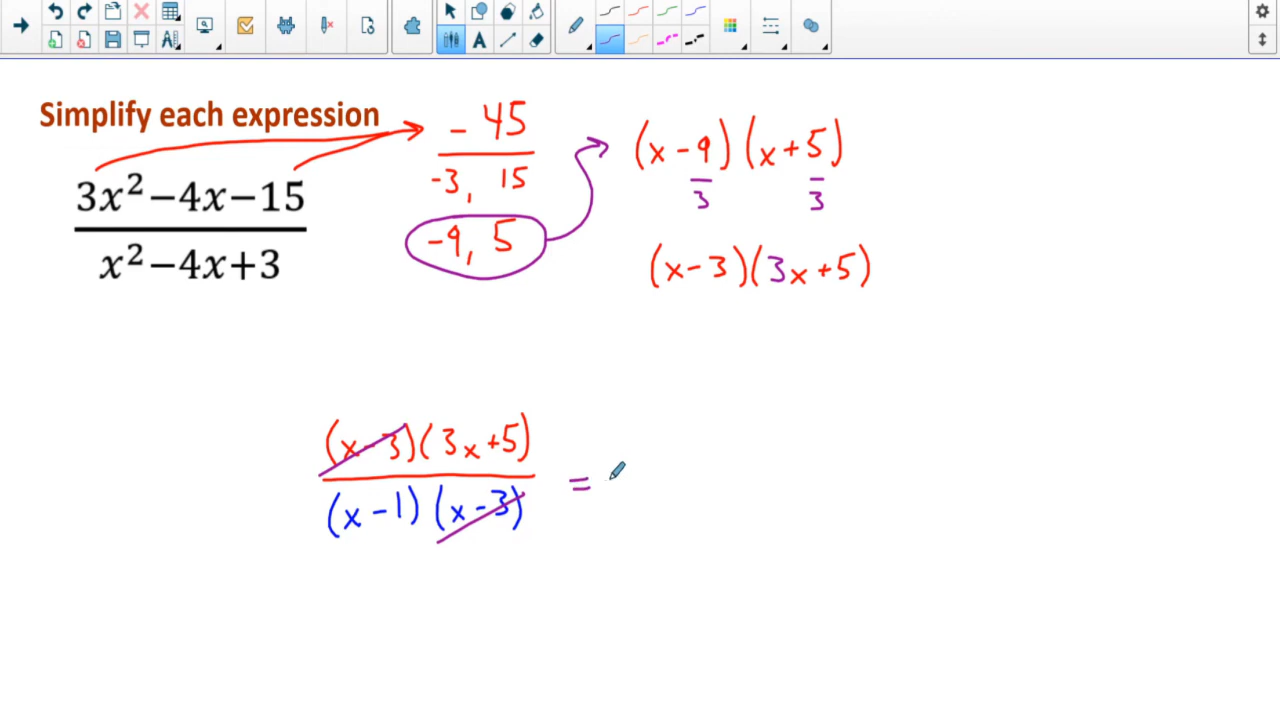 Simplify each expression
3x²−4x−15
x²−4x+3
- 45
-3, 15
-9, 5
(x-9)(x+5)
3 3
(x-3)(3x+5)
(x-3)(3x+5)
(x-1)(x-3)
=